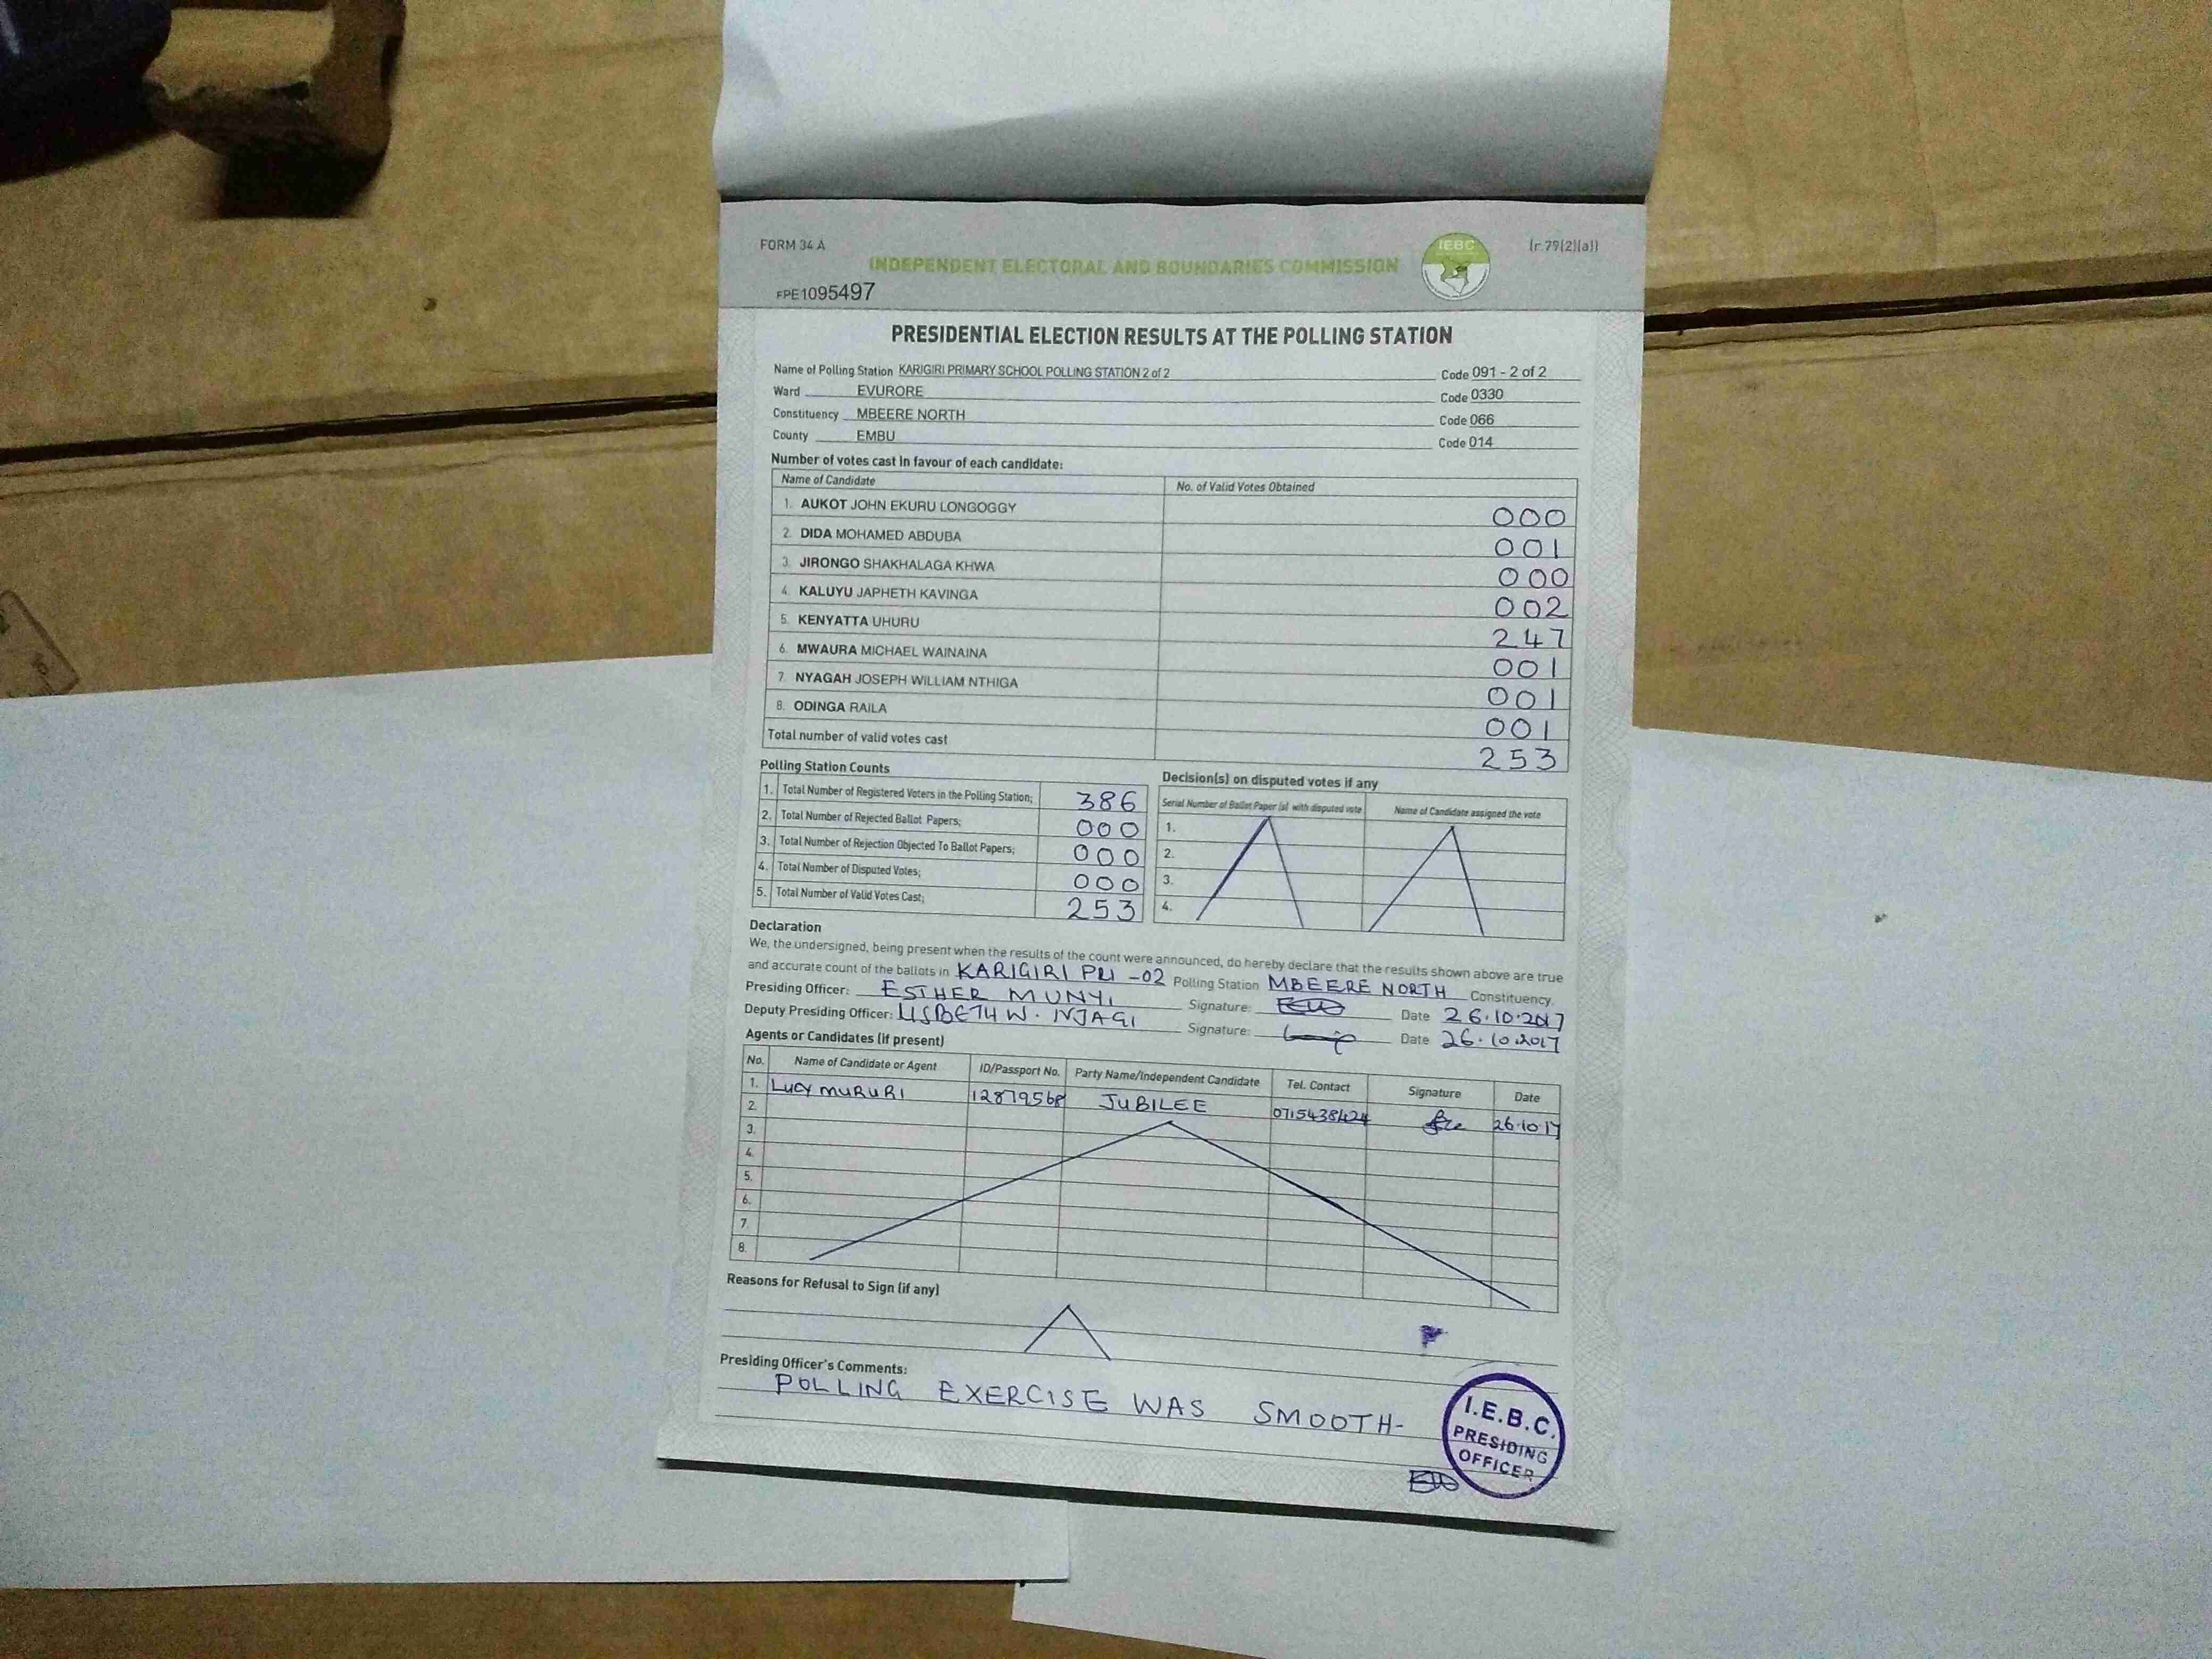 FORM 34 A
IEBC
(r.79(2)(a))
INDEPENDENT ELECTORAL AND BOUNDARIES COMMISSION
FPE1095497
PRESIDENTIAL ELECTION RESULTS AT THE POLLING STATION
Name of Polling Station KARIGIRI PRIMARY SCHOOL POLLING STATION 2 of 2 Code 091 - 2 of 2
Ward EVURORE Code 0330
Constituency MBEERE NORTH Code 066
County EMBU Code 014
Number of votes cast in favour of each candidate:
Name of Candidate No. of Valid Votes Obtained
1. AUKOT JOHN EKURU LONGOGGY 000
2. DIDA MOHAMED ABDUBA 001
3. JIRONGO SHAKHALAGA KHWA 000
4. KALUYU JAPHETH KAVINGA 002
5. KENYATTA UHURU 247
6. MWAURA MICHAEL WAINAINA 001
7. NYAGAH JOSEPH WILLIAM NTHIGA 001
8. ODINGA RAILA 001
Total number of valid votes cast 253
Polling Station Counts
1. Total Number of Registered Voters in the Polling Station; 386
2. Total Number of Rejected Ballot Papers; 000
3. Total Number of Rejection Objected To Ballot Papers; 000
4. Total Number of Disputed Votes; 000
5. Total Number of Valid Votes Cast; 253
Decision(s) on disputed votes if any
Serial Number of Ballot Paper (s) with disputed vote Name of Candidate assigned the vote
1.
2.
3.
4.
Declaration
We, the undersigned, being present when the results of the count were announced, do hereby declare that the results shown above are true
and accurate count of the ballots in KARIGIRI PRI -02 Polling Station MBEERE NORTH Constituency.
Presiding Officer: ESTHER MUNYI Signature: Date 26.10.2017
Deputy Presiding Officer: LISBETH W. NJAGI Signature: Date 26.10.2017
Agents or Candidates (if present)
No. Name of Candidate or Agent ID/Passport No. Party Name/Independent Candidate Tel. Contact Signature Date
1. LUCY MURURI 12879568 JUBILEE 0715438424 26.10.17
2.
3.
4.
5.
6.
7.
8.
Reasons for Refusal to Sign (if any)
Presiding Officer's Comments:
POLLING EXERCISE WAS SMOOTH-
I.E.B.C.
PRESIDING
OFFICER